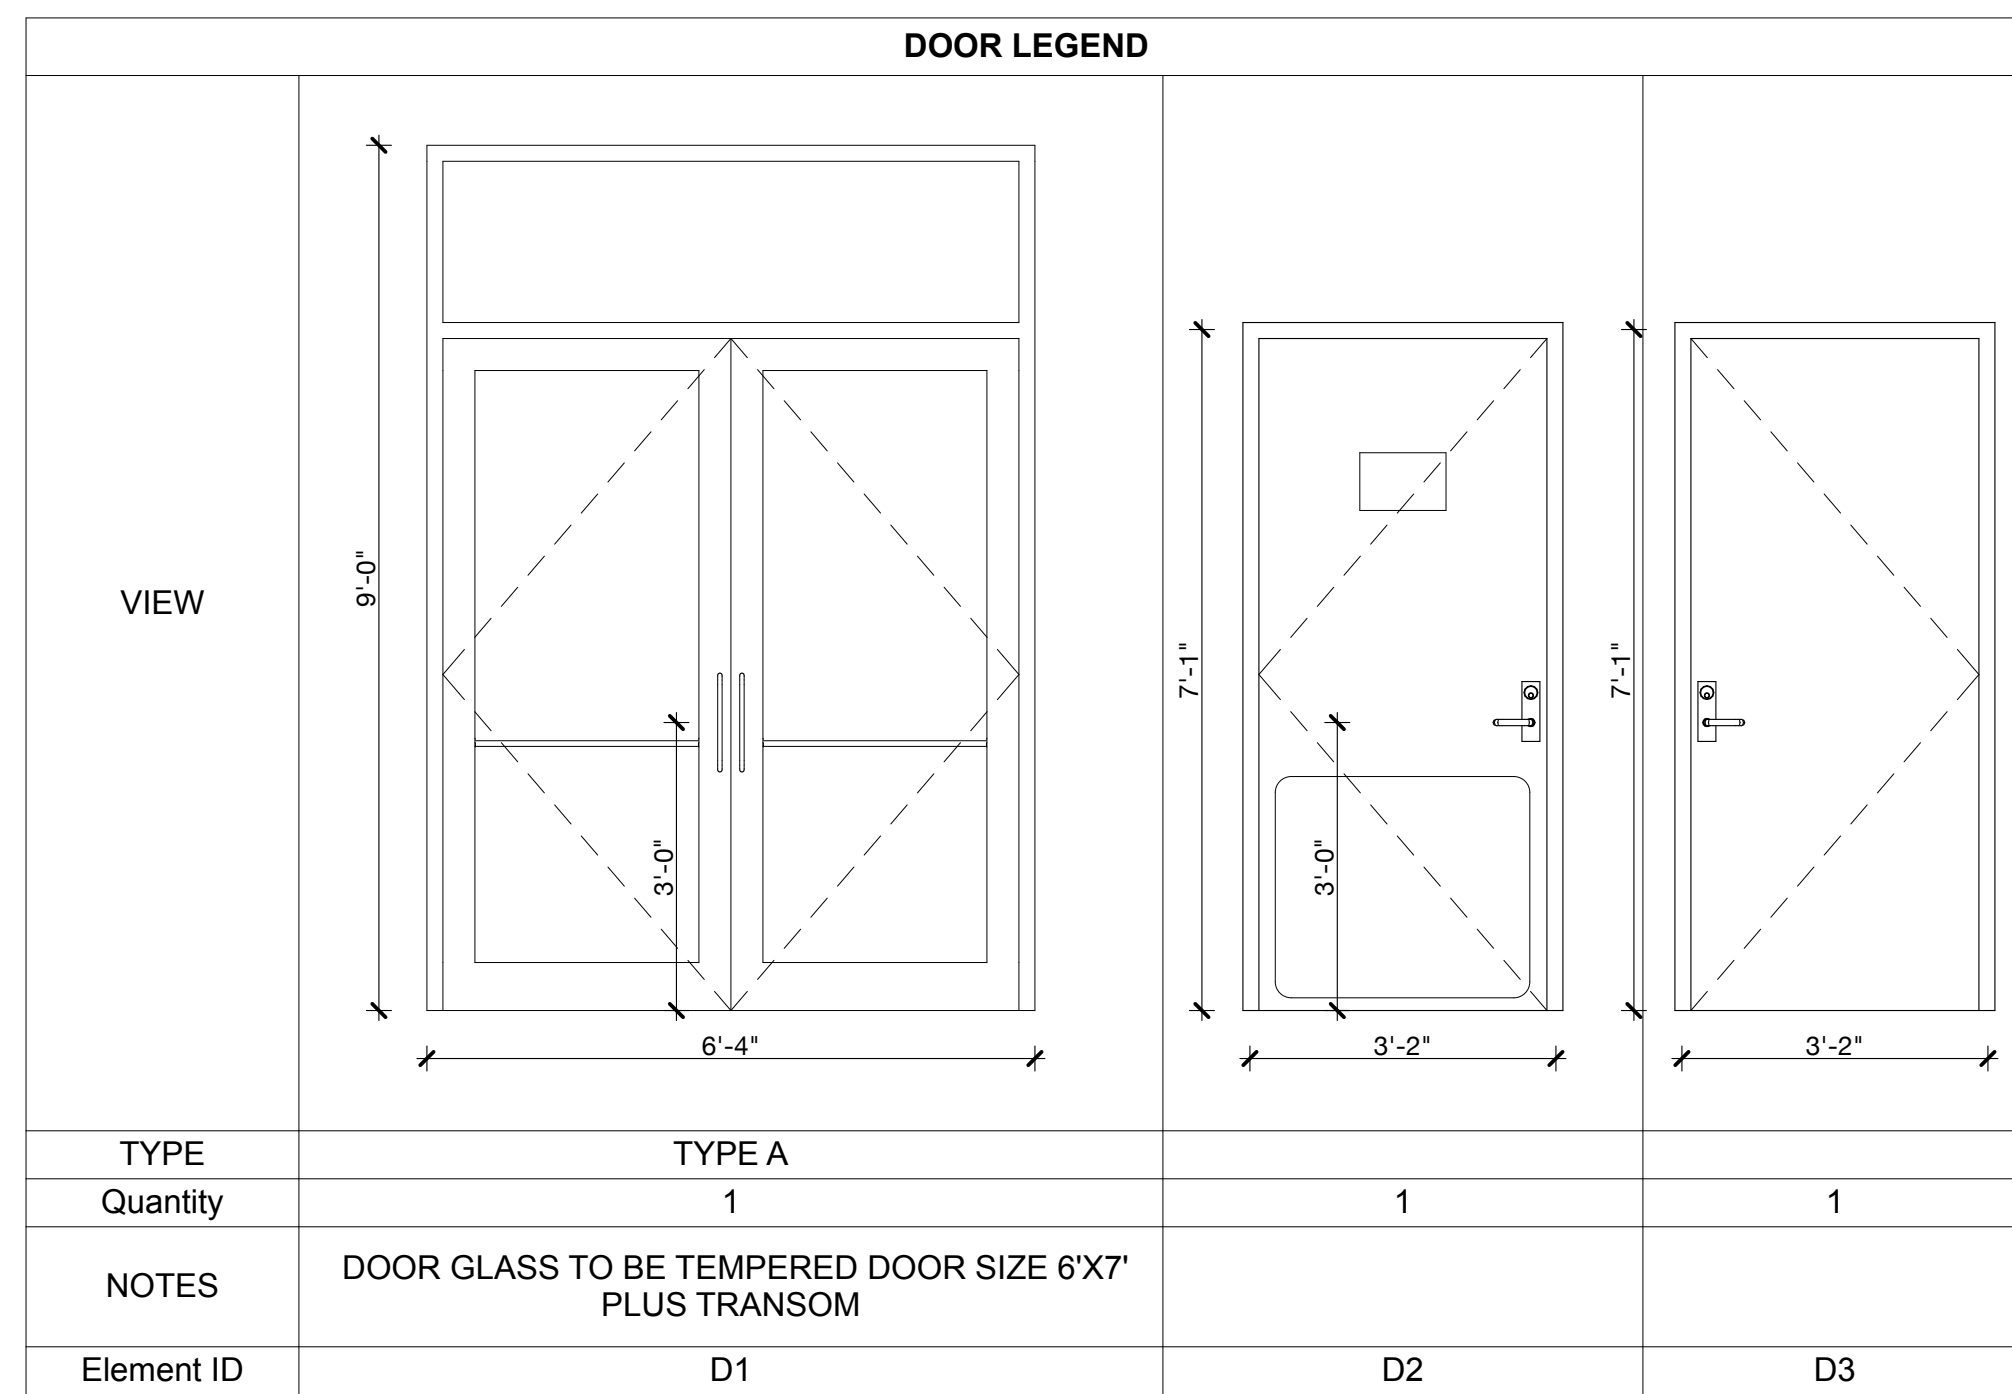 DOOR LEGEND
VIEW
9'-0"
3'-0"
6'-4"
7'-1"
3'-0"
3'-2"
7'-1"
3'-2"
TYPE
TYPE A
Quantity
1
1
1
NOTES
DOOR GLASS TO BE TEMPERED DOOR SIZE 6'X7'
PLUS TRANSOM
Element ID
D1
D2
D3